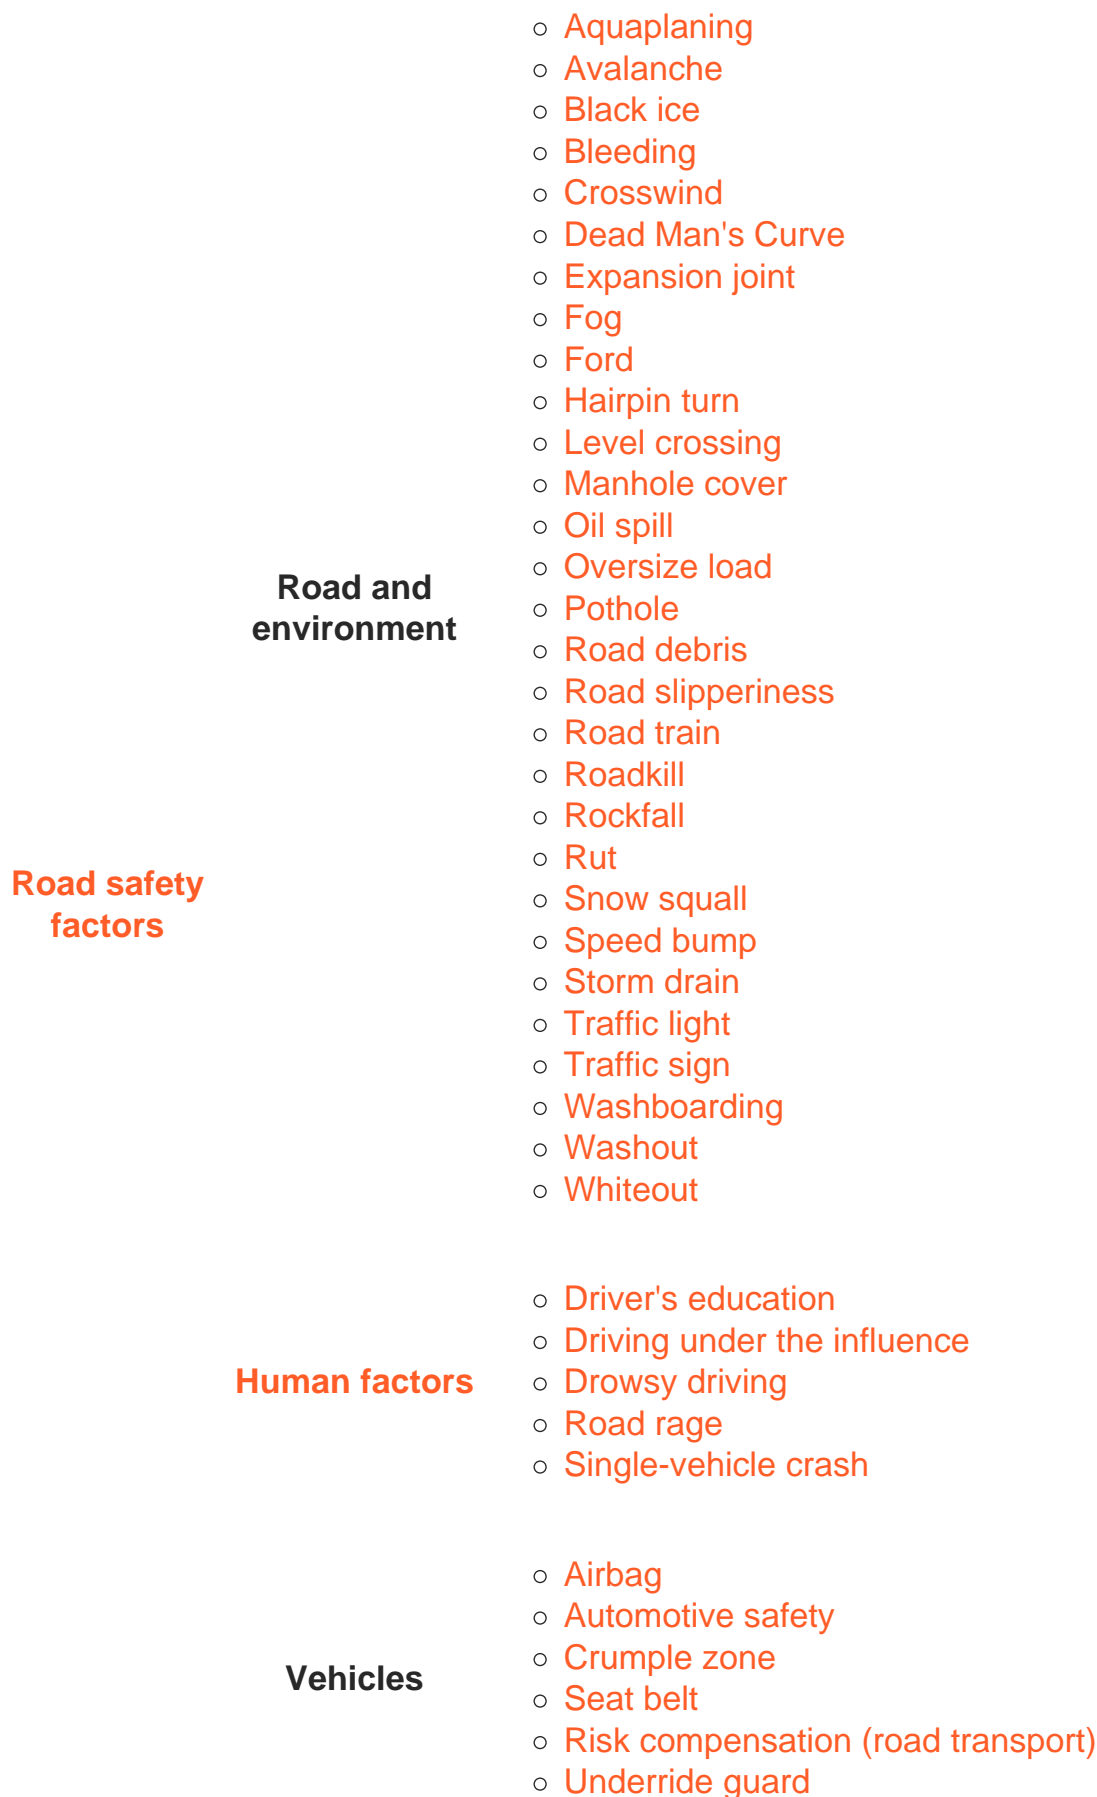 Road safety
factors
Road and
environment
○ Aquaplaning
○ Avalanche
○ Black ice
○ Bleeding
○ Crosswind
○ Dead Man's Curve
○ Expansion joint
○ Fog
○ Ford
○ Hairpin turn
○ Level crossing
○ Manhole cover
○ Oil spill
○ Oversize load
○ Pothole
○ Road debris
○ Road slipperiness
○ Road train
○ Roadkill
○ Rockfall
○ Rut
○ Snow squall
○ Speed bump
○ Storm drain
○ Traffic light
○ Traffic sign
○ Washboarding
○ Washout
○ Whiteout
Human factors
○ Driver's education
○ Driving under the influence
○ Drowsy driving
○ Road rage
○ Single-vehicle crash
Vehicles
○ Airbag
○ Automotive safety
○ Crumple zone
○ Seat belt
○ Risk compensation (road transport)
○ Underride guard